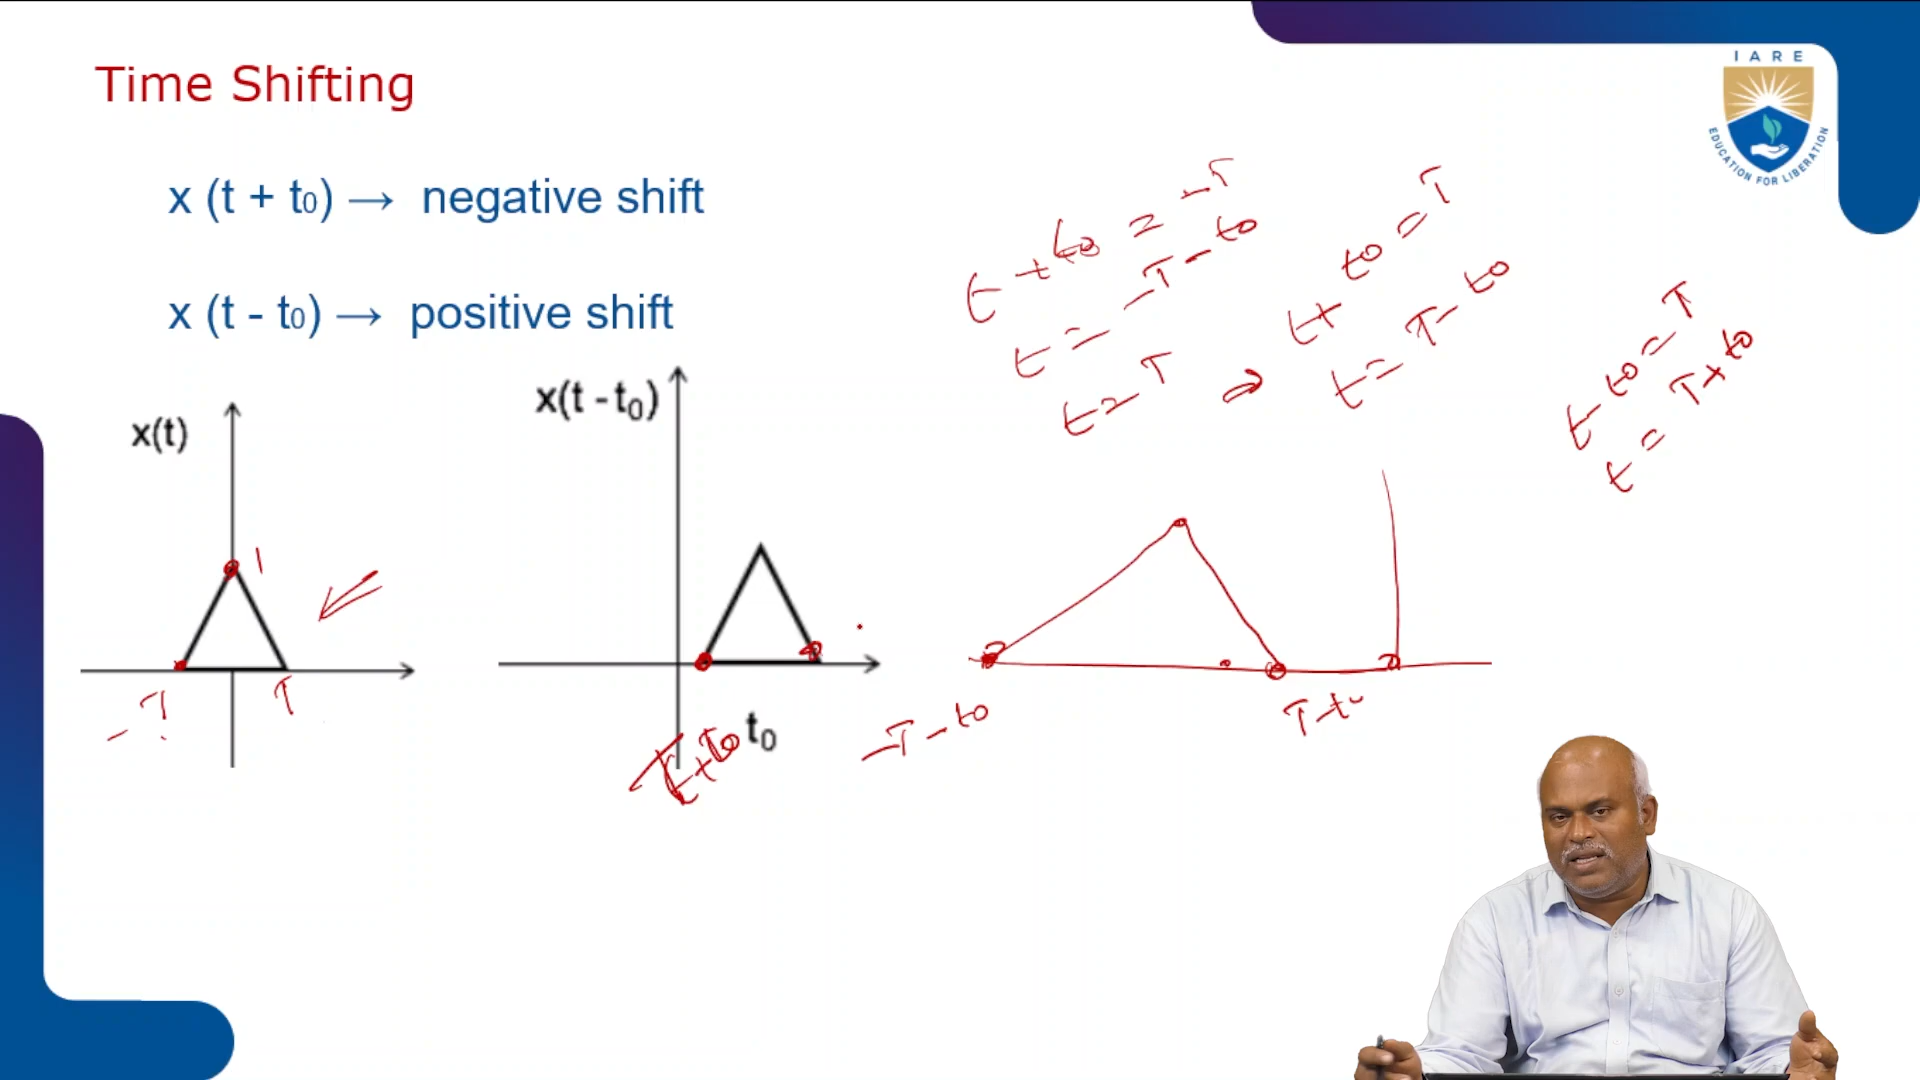 Time Shifting
IARE
EDUCATION FOR LIBERATION
x (t + t0) → negative shift
x (t - t0) → positive shift
t + t0 = -T
t = -T - t0
t = T ⇒ t + t0 = T
t = T - t0
t - t0 = T
t = T + t0
x(t)
x(t - t0)
1
-T
T
t0
-T - t0
T - t0